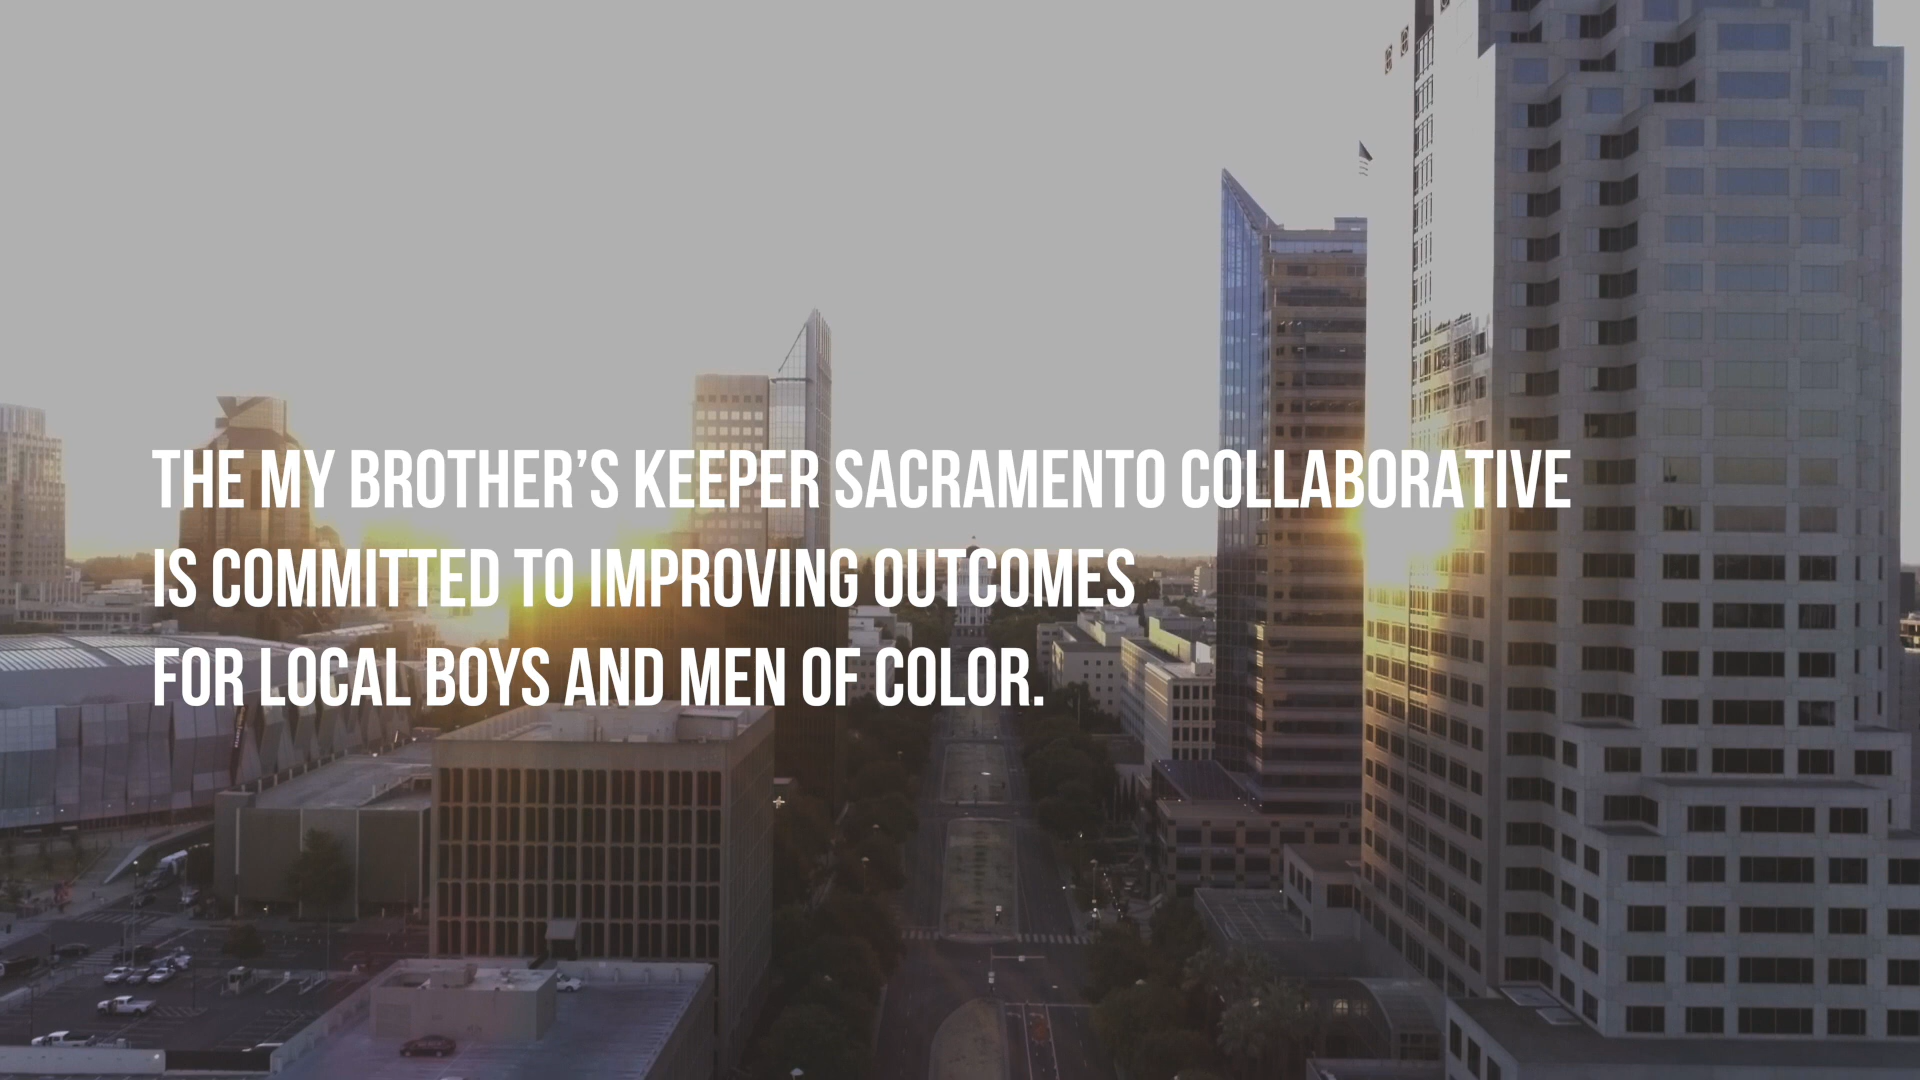 THE MY BROTHER’S KEEPER SACRAMENTO COLLABORATIVE
IS COMMITTED TO IMPROVING OUTCOMES
FOR LOCAL BOYS AND MEN OF COLOR.